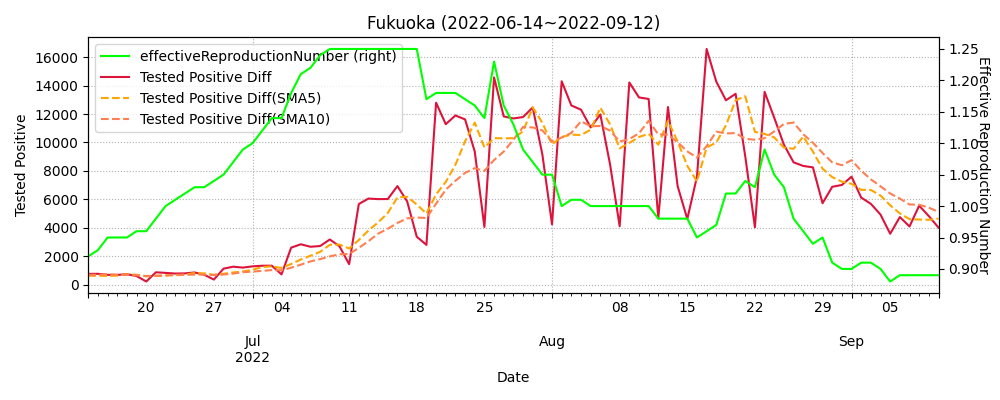 Fukuoka (2022-06-14~2022-09-12)
effectiveReproductionNumber (right)
Tested Positive Diff
Tested Positive Diff(SMA5)
Tested Positive Diff(SMA10)
Tested Positive
16000
14000
12000
10000
8000
6000
4000
2000
0
1.25
1.20
1.15
1.10
1.05
1.00
0.95
0.90
Effective Reproduction Number
20 27 04 11 18 25 08 15 22 29 05
Jul Aug Sep
2022
Date